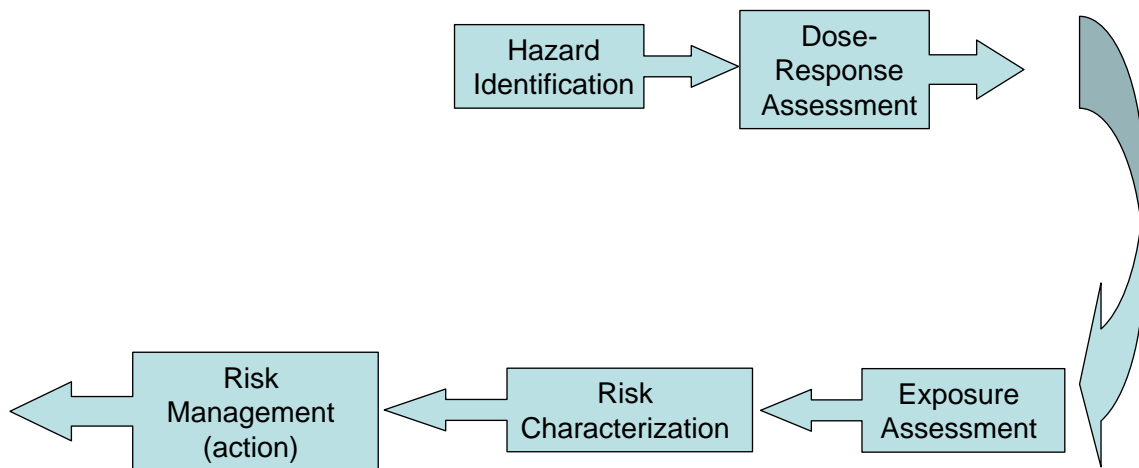 Hazard
Identification
Dose-
Response
Assessment
Risk
Management
(action)
Risk
Characterization
Exposure
Assessment